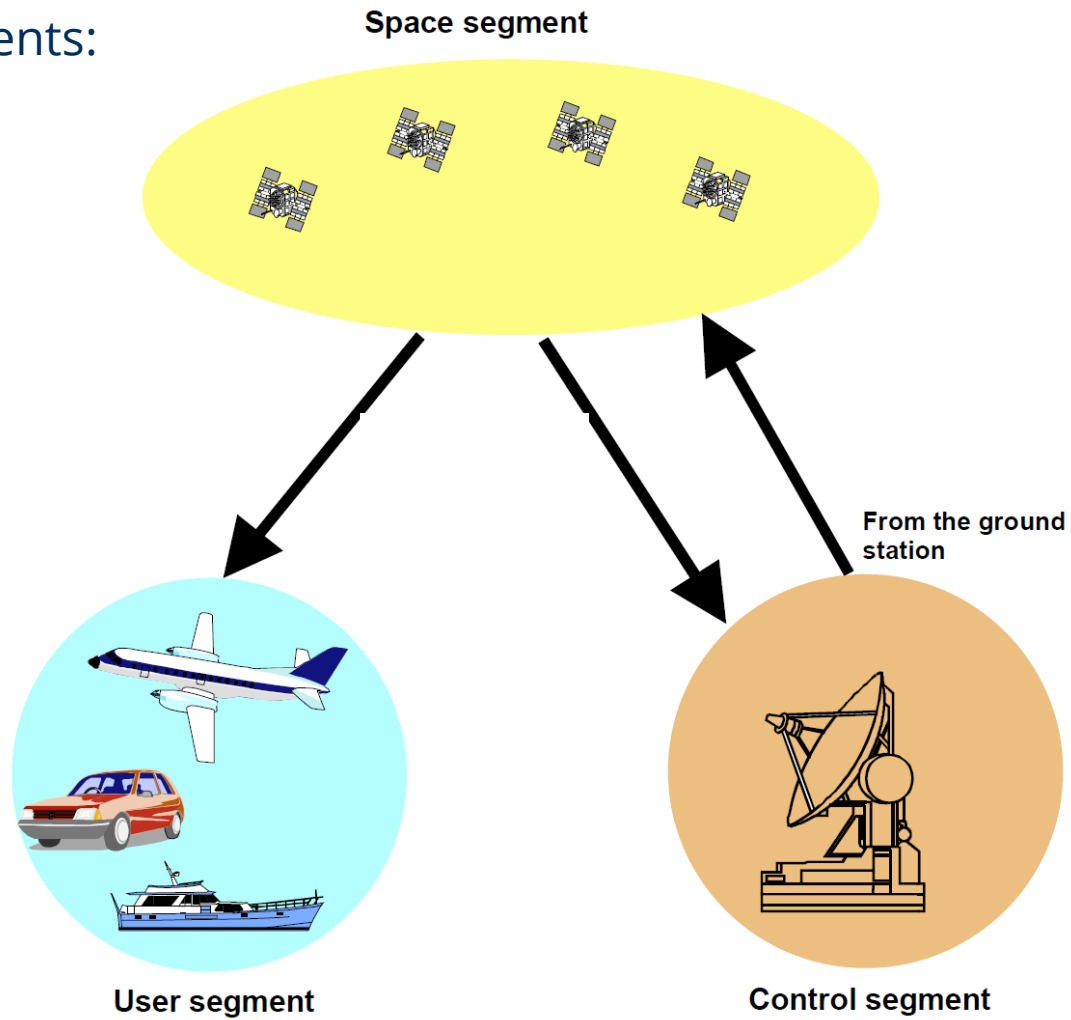 ents:
Space segment
From the ground
station
User segment
Control segment